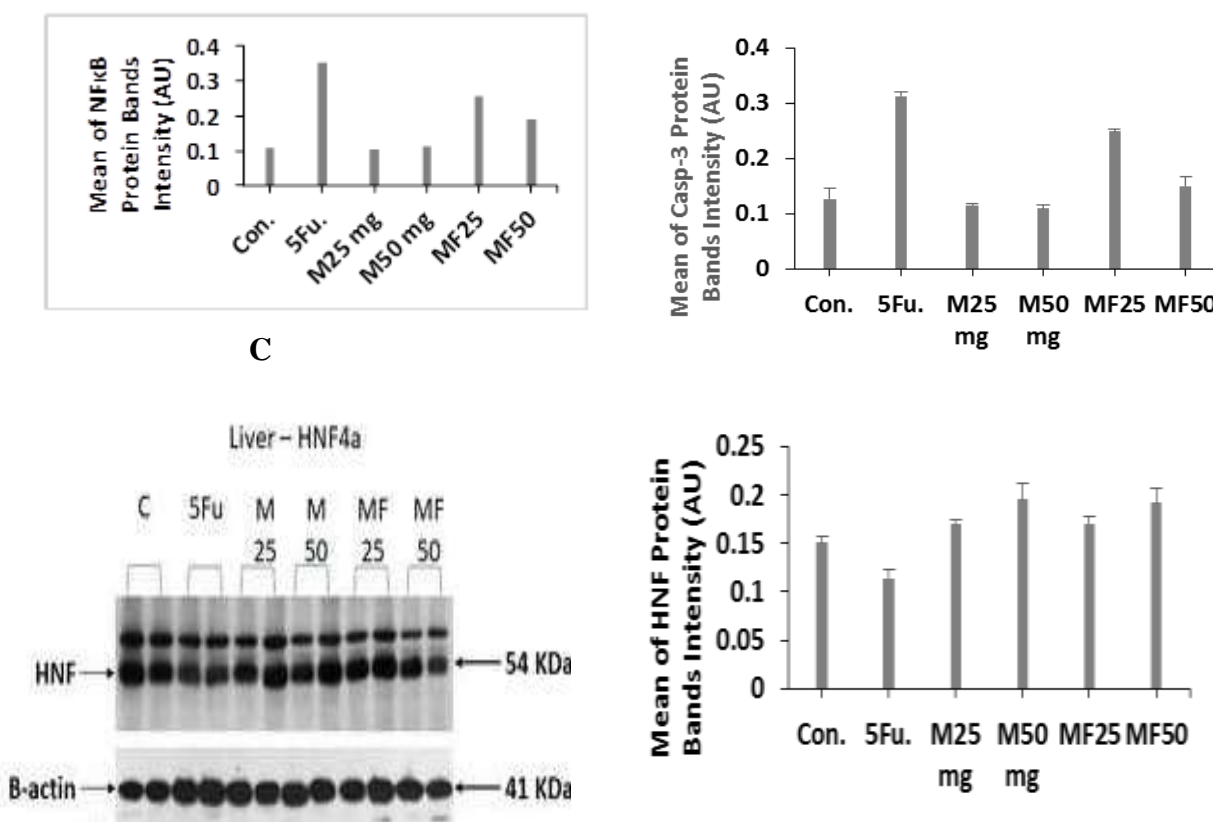 Mean of NFκB
Protein Bands
Intensity (AU)
0.4
0.3
0.2
0.1
0
Con.
5Fu.
M25 mg
M50 mg
MF25
MF50
Mean of Casp-3 Protein
Bands Intensity (AU)
0.4
0.3
0.2
0.1
0
Con. 5Fu. M25 M50 MF25 MF50
mg mg
C
Liver – HNF4a
C 5Fu M M MF MF
25 50 25 50
HNF
54 KDa
B-actin
41 KDa
Mean of HNF Protein
Bands Intensity (AU)
0.25
0.2
0.15
0.1
0.05
0
Con. 5Fu. M25 M50 MF25 MF50
mg mg